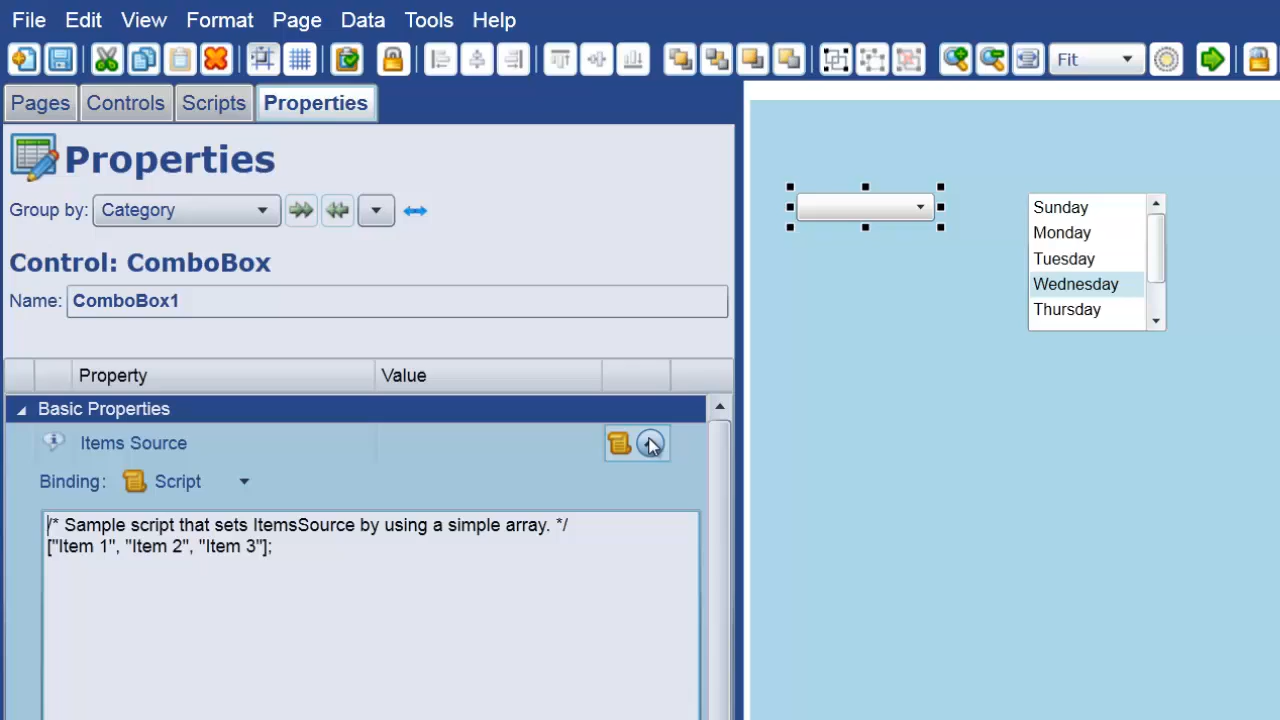 File Edit View Format Page Data Tools Help
Fit
Pages Controls Scripts Properties
Properties
Group by: Category
Control: ComboBox
Name: ComboBox1
Property Value
Basic Properties
Items Source
Binding: Script
/* Sample script that sets ItemsSource by using a simple array. */
["Item 1", "Item 2", "Item 3"];
Sunday
Monday
Tuesday
Wednesday
Thursday